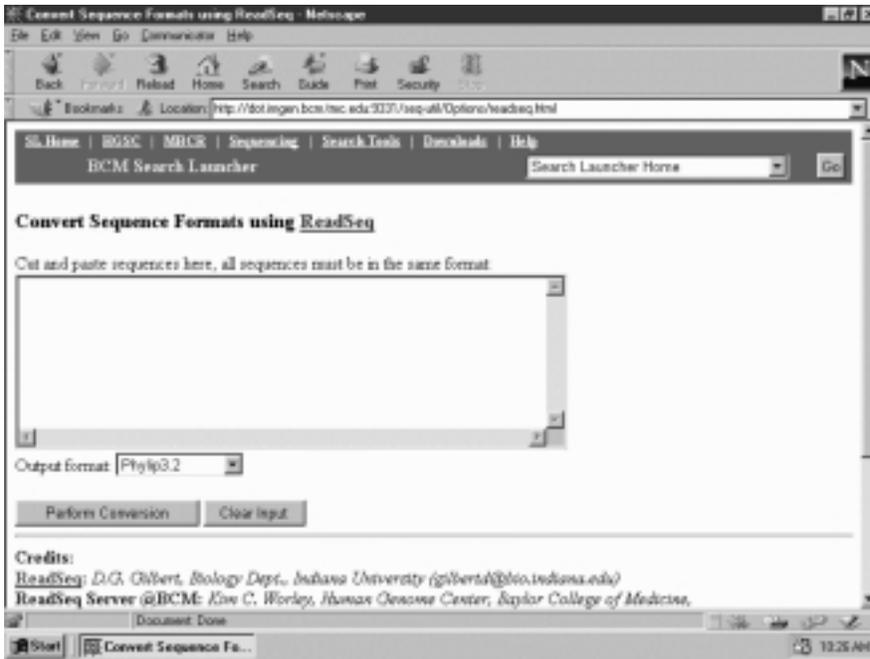 Convert Sequence Formats using ReadSeq - Netscape
File Edit View Go Communicator Help
Back Forward Reload Home Search Guide Print Security Stop
Bookmarks Location: http://dot.imgen.bcm.tmc.edu:9331/seq-util/Options/readseq.html
SL Home | HGSC | MBCR | Sequencing | Search Tools | Downloads | Help
BCM Search Launcher Search Launcher Home Go
Convert Sequence Formats using ReadSeq
Cut and paste sequences here, all sequences must be in the same format
Output format: Phylip3.2
Perform Conversion Clear Input
Credits:
ReadSeq: D.G. Gilbert, Biology Dept., Indiana University (gilbertd@bio.indiana.edu)
ReadSeq Server @BCM: Kim C. Worley, Human Genome Center, Baylor College of Medicine,
Document: Done
Start Convert Sequence Fo... 10:26 AM